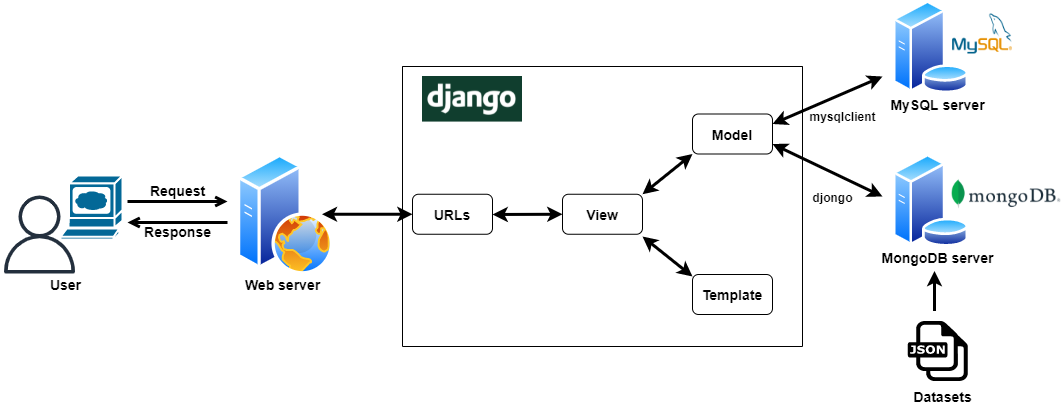 MySQL®
MySQL server
django
mysqlclient
Model
Request
Response
URLs
View
djongo
mongoDB®
MongoDB server
User
Web server
Template
JSON
Datasets